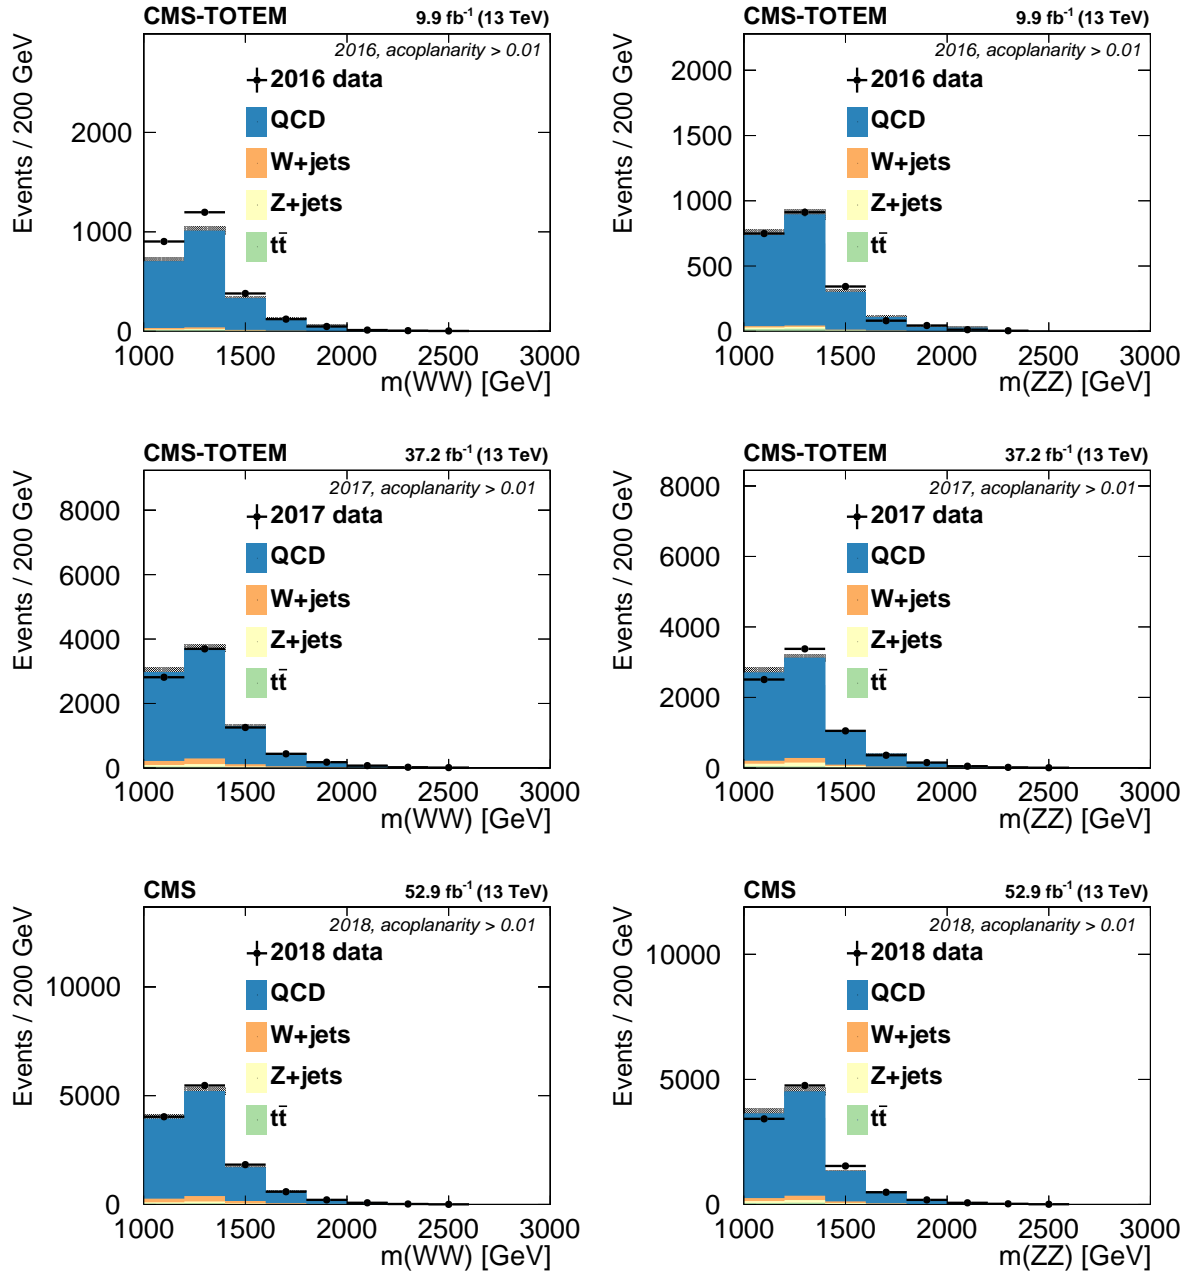 CMS-TOTEM 9.9 fb⁻¹ (13 TeV)
2016, acoplanarity > 0.01
Events / 200 GeV
2016 data
QCD
W+jets
Z+jets
tt̄
2000
1000
0
1000 1500 2000 2500 3000
m(WW) [GeV]
CMS-TOTEM 9.9 fb⁻¹ (13 TeV)
2016, acoplanarity > 0.01
Events / 200 GeV
2016 data
QCD
W+jets
Z+jets
tt̄
2000
1500
1000
500
0
1000 1500 2000 2500 3000
m(ZZ) [GeV]
CMS-TOTEM 37.2 fb⁻¹ (13 TeV)
2017, acoplanarity > 0.01
Events / 200 GeV
2017 data
QCD
W+jets
Z+jets
tt̄
8000
6000
4000
2000
0
1000 1500 2000 2500 3000
m(WW) [GeV]
CMS-TOTEM 37.2 fb⁻¹ (13 TeV)
2017, acoplanarity > 0.01
Events / 200 GeV
2017 data
QCD
W+jets
Z+jets
tt̄
8000
6000
4000
2000
0
1000 1500 2000 2500 3000
m(ZZ) [GeV]
CMS 52.9 fb⁻¹ (13 TeV)
2018, acoplanarity > 0.01
Events / 200 GeV
2018 data
QCD
W+jets
Z+jets
tt̄
10000
5000
0
1000 1500 2000 2500 3000
m(WW) [GeV]
CMS 52.9 fb⁻¹ (13 TeV)
2018, acoplanarity > 0.01
Events / 200 GeV
2018 data
QCD
W+jets
Z+jets
tt̄
10000
5000
0
1000 1500 2000 2500 3000
m(ZZ) [GeV]